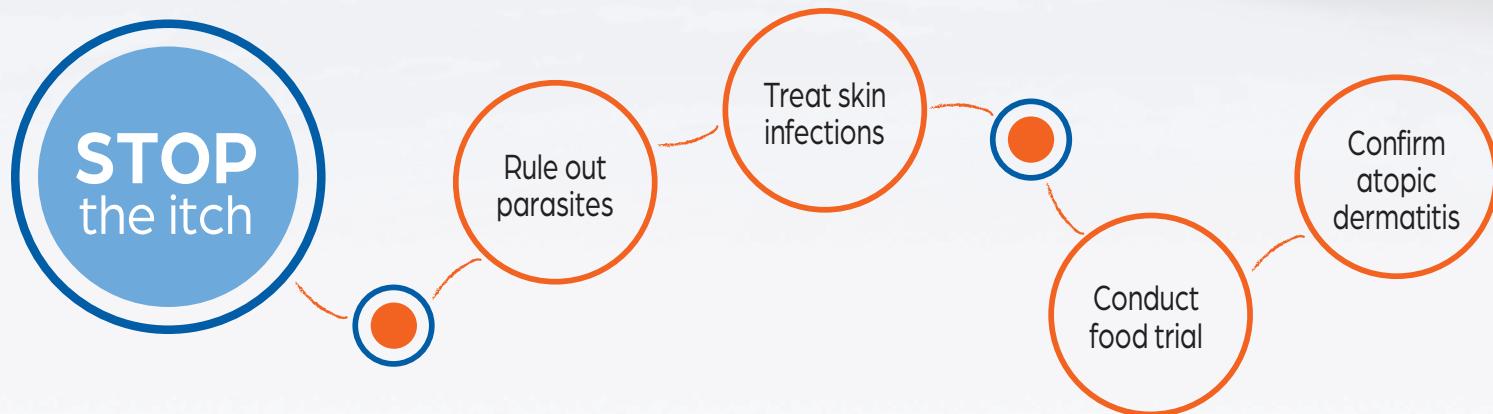 STOP
the itch
Rule out
parasites
Treat skin
infections
Conduct
food trial
Confirm
atopic
dermatitis